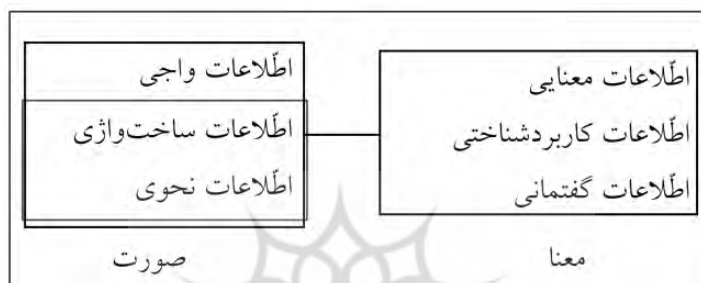 اطّلاعات معنایی
اطّلاعات کاربردشناختی
اطّلاعات گفتمانی
معنا
اطّلاعات واجی
اطّلاعات ساخت‌واژی
اطّلاعات نحوی
صورت